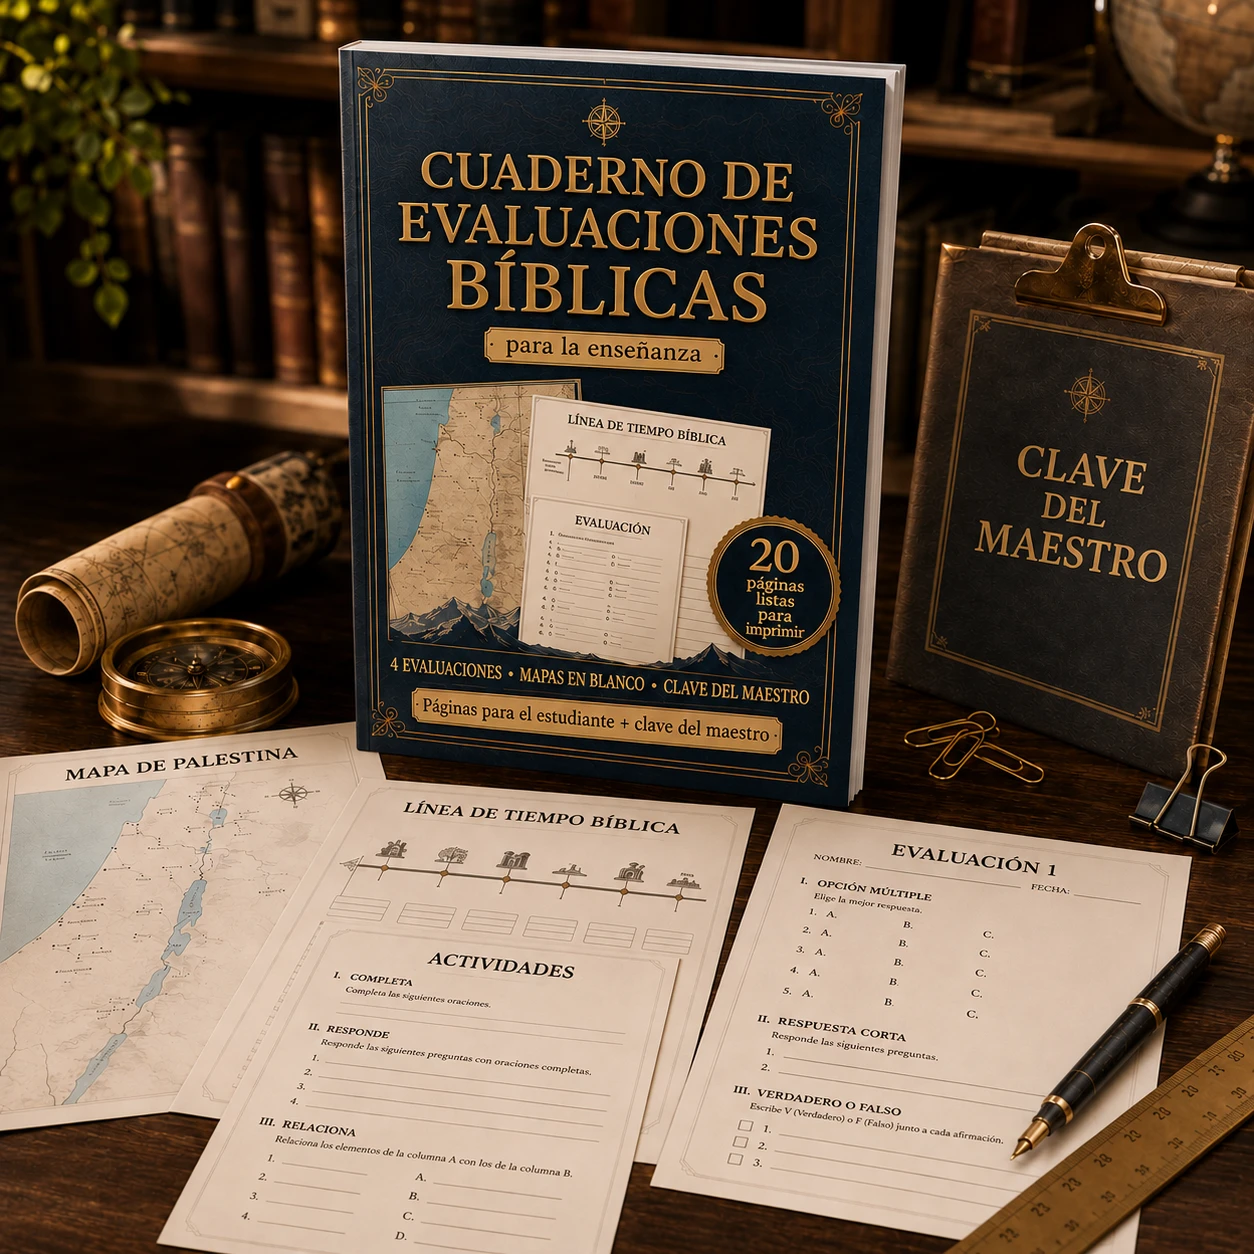 CUADERNO DE
EVALUACIONES
BÍBLICAS
para la enseñanza
LÍNEA DE TIEMPO BÍBLICA
EVALUACIÓN
20
páginas
listas
para
imprimir
4 EVALUACIONES • MAPAS EN BLANCO • CLAVE DEL MAESTRO
Páginas para el estudiante + clave del maestro
CLAVE
DEL
MAESTRO
MAPA DE PALESTINA
LÍNEA DE TIEMPO BÍBLICA
ACTIVIDADES
I. COMPLETA
Completa las siguientes oraciones.
II. RESPONDE
Responde las siguientes preguntas con oraciones completas.
1.
2.
3.
4.
III. RELACIONA
Relaciona los elementos de la columna A con los de la columna B.
1. A.
2. B.
3. C.
4. D.
EVALUACIÓN 1
NOMBRE: FECHA:
I. OPCIÓN MÚLTIPLE
Elige la mejor respuesta.
1. A. B. C.
2. A. B. C.
3. A. B. C.
4. A. B. C.
5. A. B. C.
II. RESPUESTA CORTA
Responde las siguientes preguntas.
1.
2.
III. VERDADERO O FALSO
Escribe V (Verdadero) o F (Falso) junto a cada afirmación.
1.
2.
3.